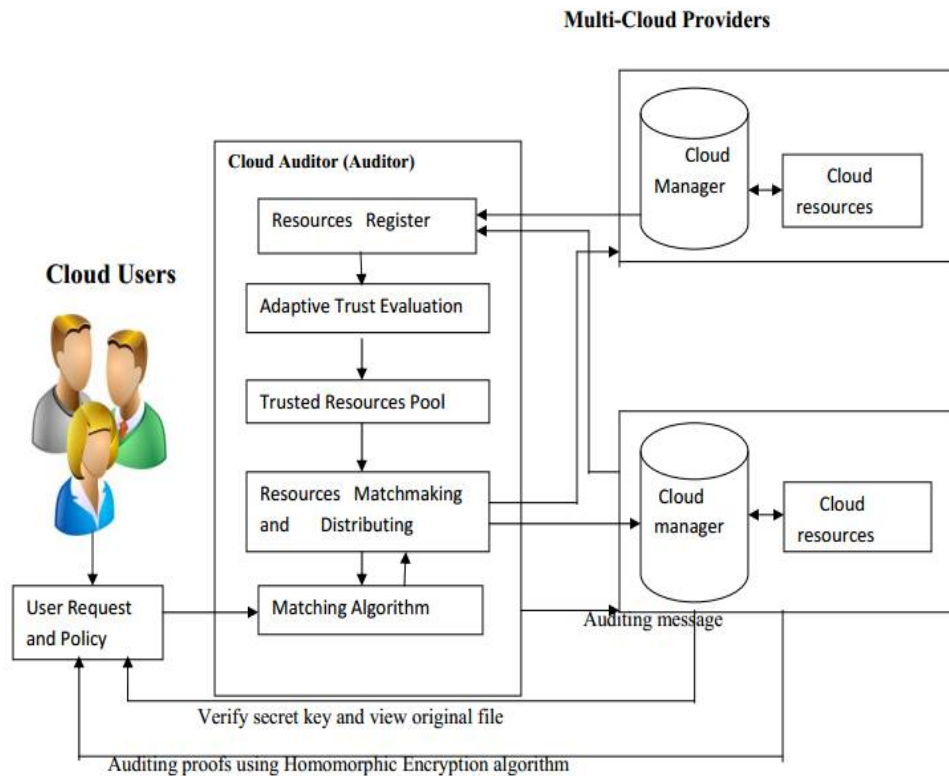 Multi-Cloud Providers
Cloud
Manager
Cloud
resources
Cloud Auditor (Auditor)
Resources Register
Adaptive Trust Evaluation
Trusted Resources Pool
Resources Matchmaking
and Distributing
Matching Algorithm
Cloud Users
User Request
and Policy
Cloud
manager
Cloud
resources
Auditing message
Verify secret key and view original file
Auditing proofs using Homomorphic Encryption algorithm